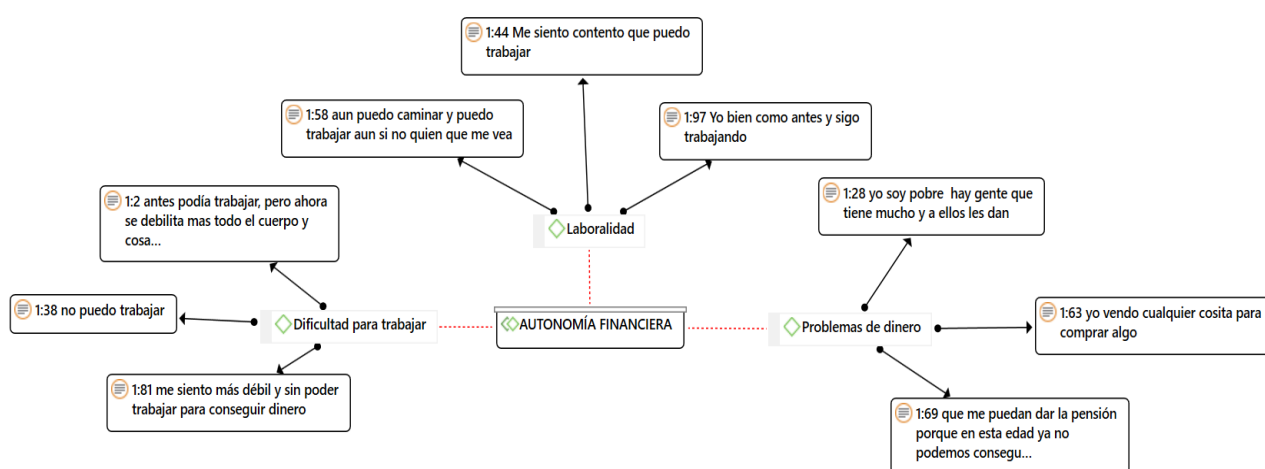 1:44 Me siento contento que puedo
trabajar
1:58 aun puedo caminar y puedo
trabajar aun si no quien que me vea
1:97 Yo bien como antes y sigo
trabajando
1:2 antes podía trabajar, pero ahora
se debilita mas todo el cuerpo y
cosa...
1:28 yo soy pobre  hay gente que
tiene mucho y a ellos les dan
Laboralidad
1:38 no puedo trabajar
Dificultad para trabajar
AUTONOMÍA FINANCIERA
Problemas de dinero
1:63 yo vendo cualquier cosita para
comprar algo
1:81 me siento más débil y sin poder
trabajar para conseguir dinero
1:69 que me puedan dar la pensión
porque en esta edad ya no
podemos consegu...